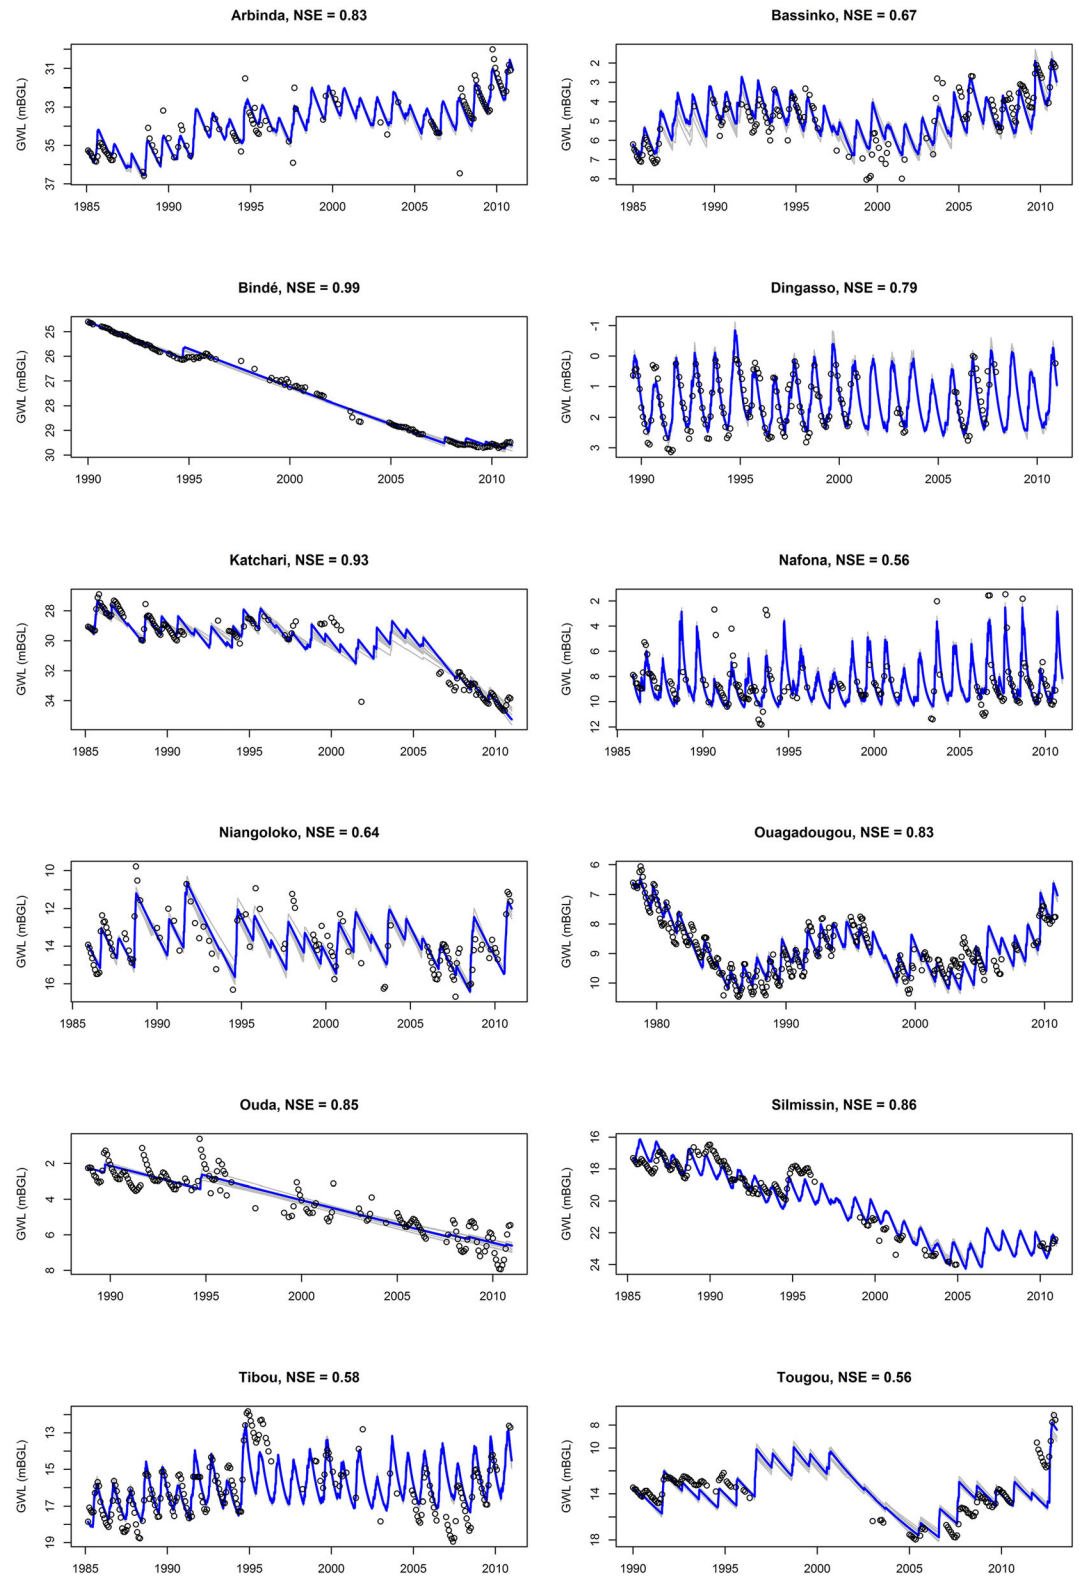 Arbinda, NSE = 0.83
GWL (mBGL)
31
33
35
37
1985 1990 1995 2000 2005 2010
Bassinko, NSE = 0.67
GWL (mBGL)
2
3
4
5
6
7
8
1985 1990 1995 2000 2005 2010
Bindé, NSE = 0.99
GWL (mBGL)
25
26
27
28
29
30
1990 1995 2000 2005 2010
Dingasso, NSE = 0.79
GWL (mBGL)
-1
0
1
2
3
1990 1995 2000 2005 2010
Katchari, NSE = 0.93
GWL (mBGL)
28
30
32
34
1985 1990 1995 2000 2005 2010
Nafona, NSE = 0.56
GWL (mBGL)
2
4
6
8
10
12
1985 1990 1995 2000 2005 2010
Niangoloko, NSE = 0.64
GWL (mBGL)
10
12
14
16
1985 1990 1995 2000 2005 2010
Ouagadougou, NSE = 0.83
GWL (mBGL)
6
7
8
9
10
1980 1990 2000 2010
Ouda, NSE = 0.85
GWL (mBGL)
2
4
6
8
1990 1995 2000 2005 2010
Silmissin, NSE = 0.86
GWL (mBGL)
16
18
20
22
24
1985 1990 1995 2000 2005 2010
Tibou, NSE = 0.58
GWL (mBGL)
13
15
17
19
1985 1990 1995 2000 2005 2010
Tougou, NSE = 0.56
GWL (mBGL)
8
10
14
18
1990 1995 2000 2005 2010